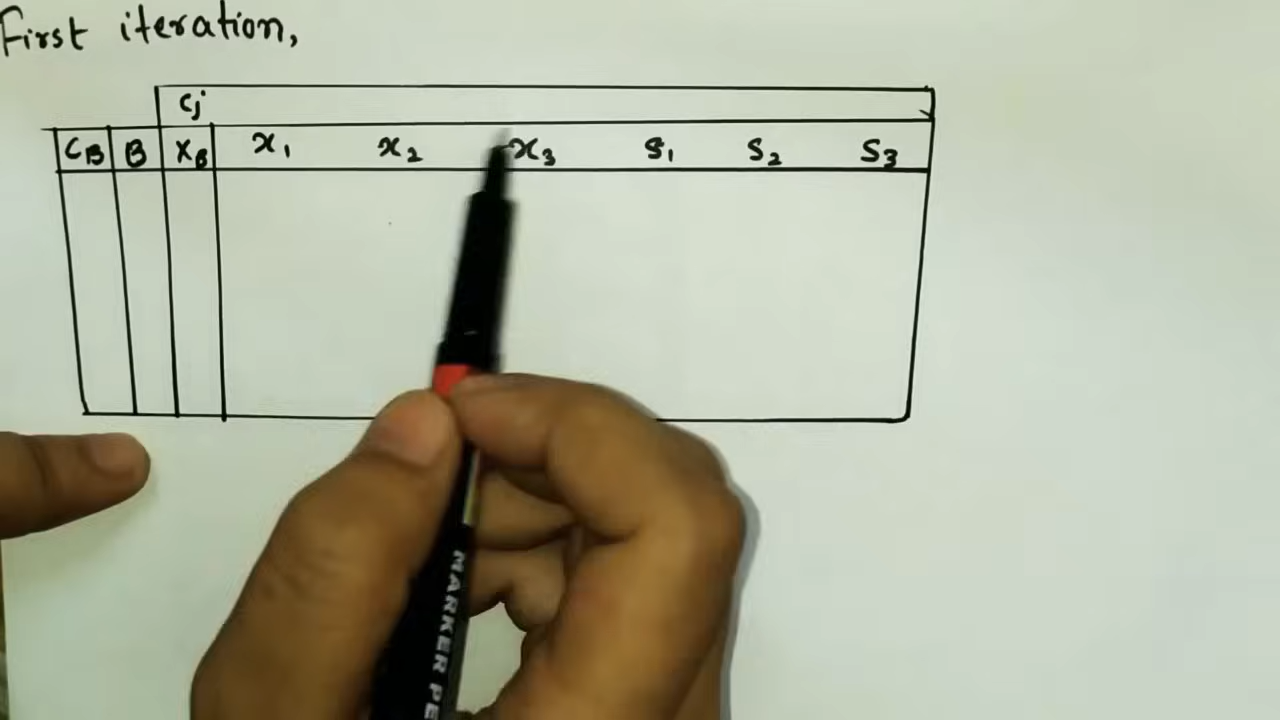 First iteration,
Cj
CB B XB x1 x2 x3 S1 S2 S3
MARKER PE